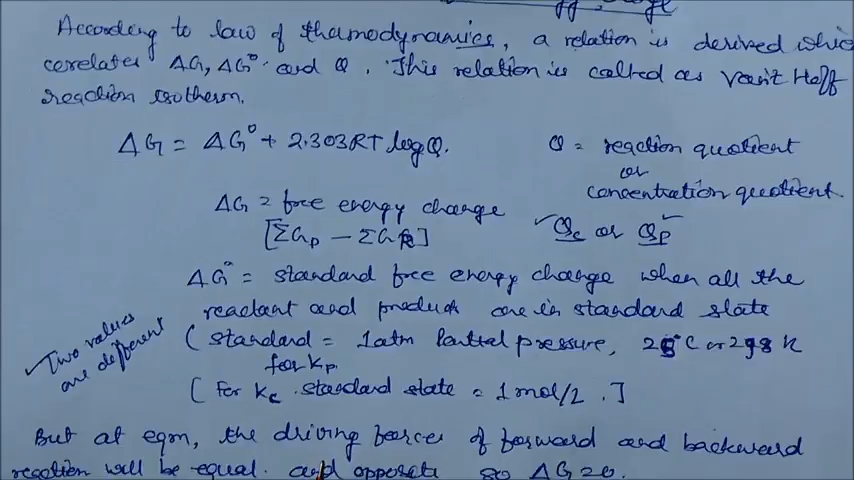 According to law of thamodynamics, a relation is derived whic
corelates ΔG, ΔG° and Q. This relation is called as Van't Hoff
reaction isotherm.
ΔG = ΔG° + 2.303RT log Q.
Q = reaction quotient
or
concentration quotient.
ΔG = free energy change
[ΣGp - ΣGR]
✓Qc or Qp✓
ΔG° = standard free energy change when all the
reactant and product are in standard state
(standard = 1atm Partial pressure, 25°C or 298 K
for Kp
[For Kc standard state = 1 mol/l.]
✓Two values
are different
But at eqm, the driving forces of forward and backward
reaction will be equal and opposite so ΔG=0.